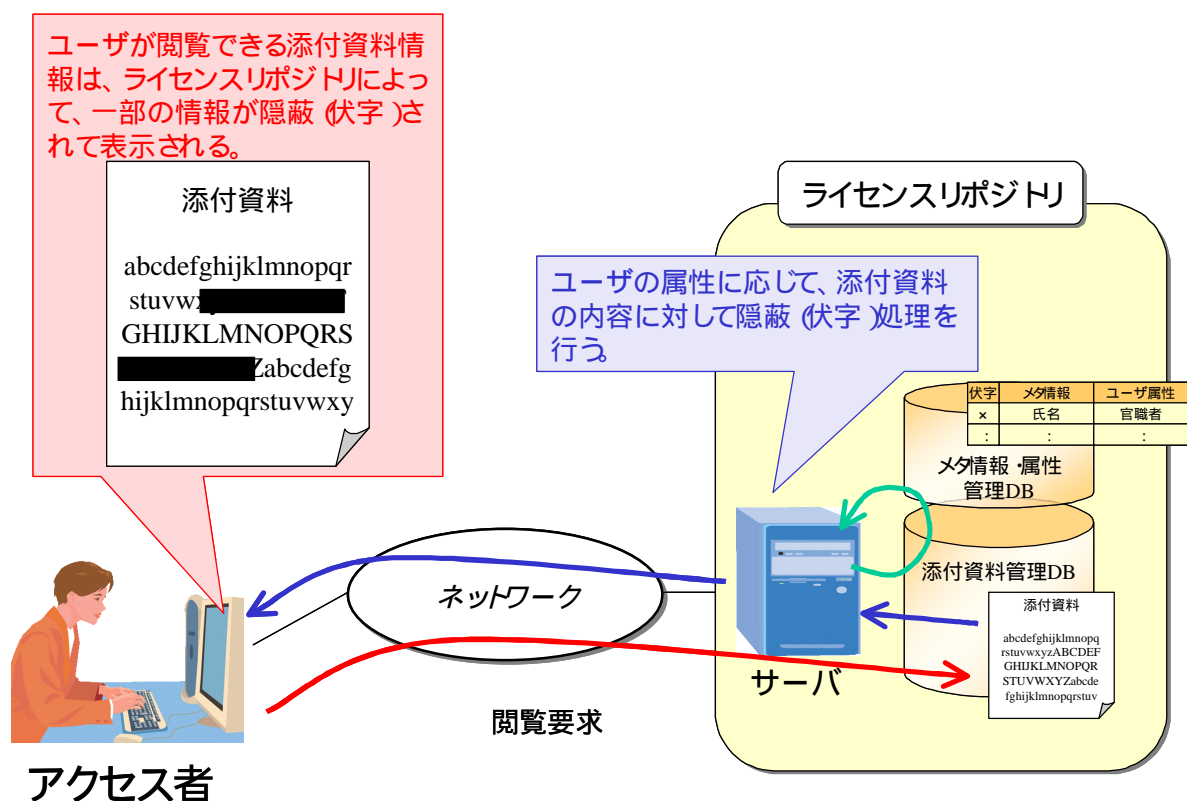 ユーザが閲覧できる添付資料情
報は、ライセンスリポジトリによっ
て、一部の情報が隠蔽(伏字)さ
れて表示される。
添付資料
abcdefghijklmnopqr
stuvwx
GHIJKLMNOPQRS
Zabcdefg
hijklmnopqrstuvwxy
ライセンスリポジトリ
ユーザの属性に応じて、添付資料
の内容に対して隠蔽(伏字)処理を
行う。
伏字 メタ情報 ユーザ属性
× 氏名 官職者
: : :
メタ情報・属性
管理DB
添付資料管理DB
添付資料
abcdefghijklmnopq
rstuvwxyzABCDEF
GHIJKLMNOPQR
STUVWXYZabcde
fghijklmnopqrstuv
ネットワーク
サーバ
閲覧要求
アクセス者